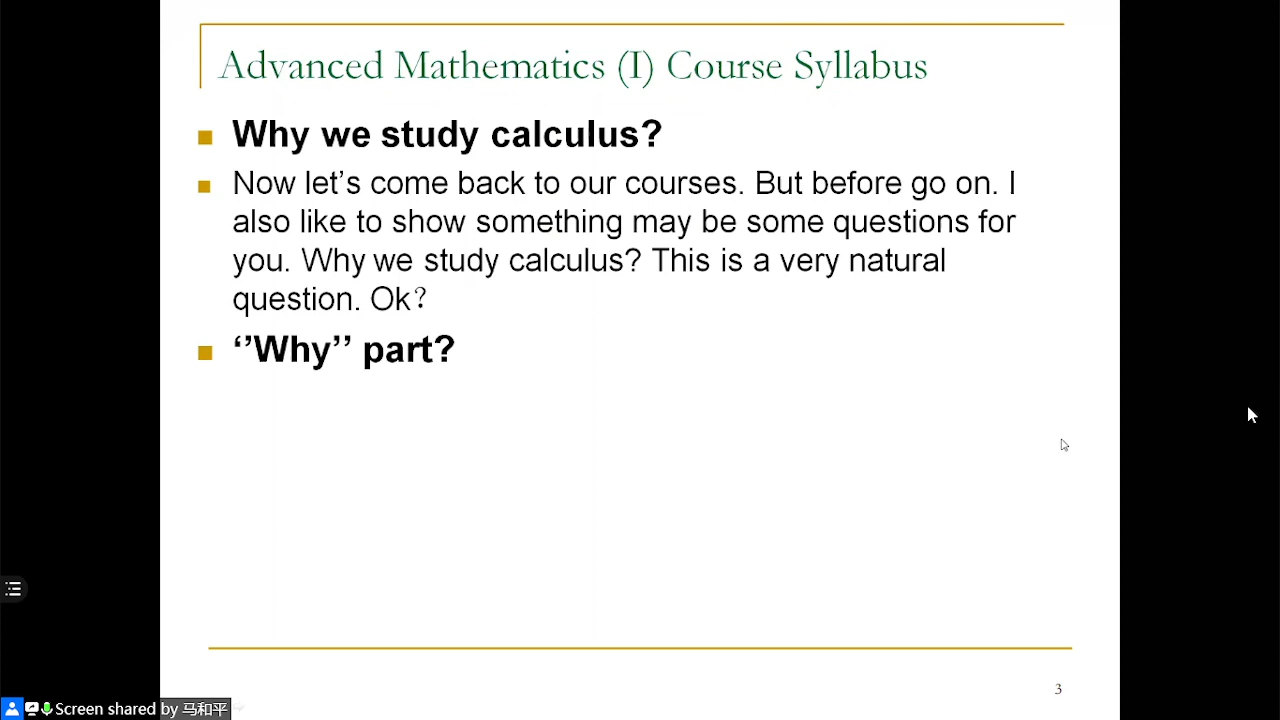 Advanced Mathematics (I) Course Syllabus
Why we study calculus?
Now let’s come back to our courses. But before go on. I
also like to show something may be some questions for
you. Why we study calculus? This is a very natural
question. Ok？
‘’Why’’ part?
3
Screen shared by 马和平